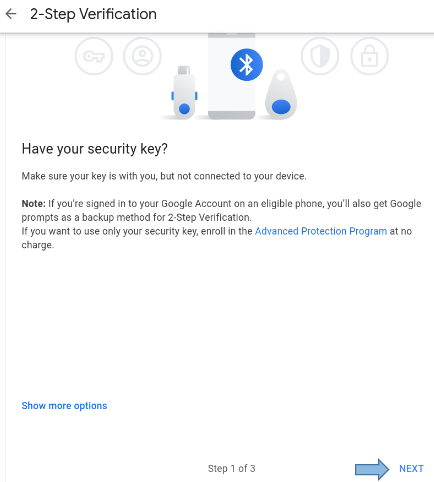 2-Step Verification
Have your security key?
Make sure your key is with you, but not connected to your device.
Note: If you're signed in to your Google Account on an eligible phone, you'll also get Google
prompts as a backup method for 2-Step Verification.
If you want to use only your security key, enroll in the Advanced Protection Program at no
charge.
Show more options
Step 1 of 3
NEXT